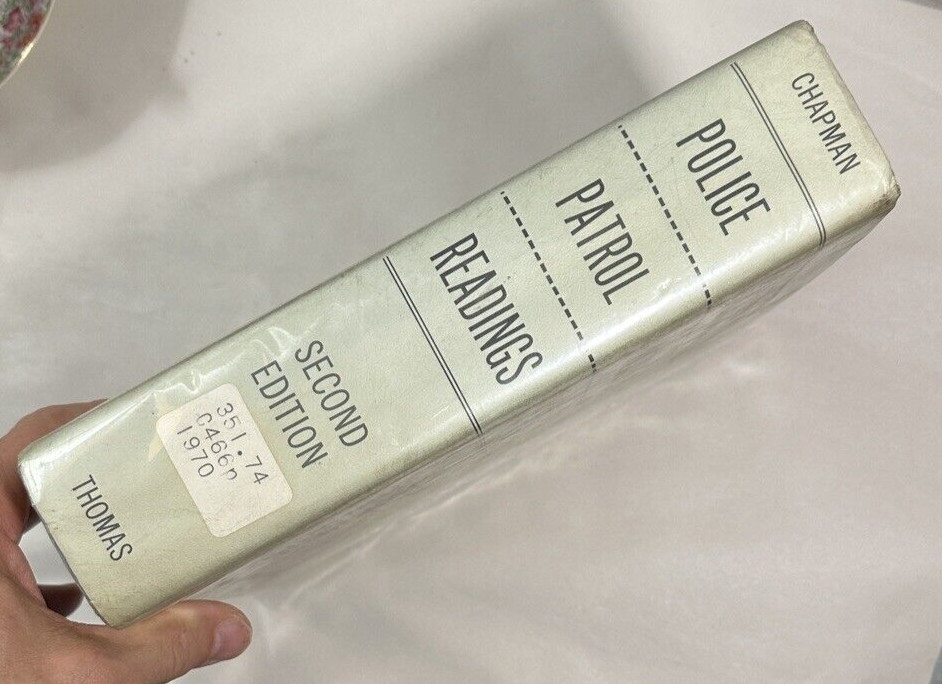 CHAPMAN
POLICE
PATROL
READINGS
SECOND
EDITION
351.74
C466p
1970
THOMAS